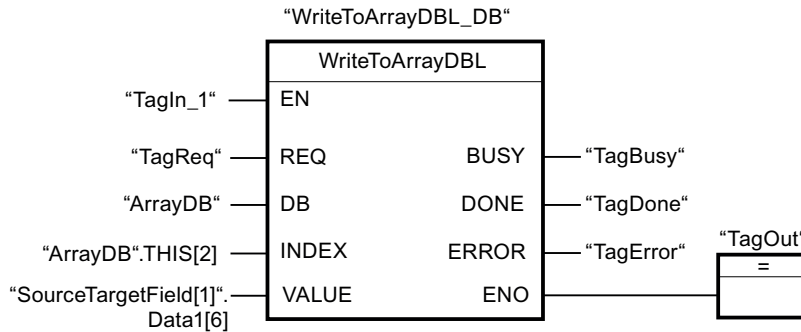 “WriteToArrayDBL_DB“
WriteToArrayDBL
“TagIn_1“ EN
“TagReq“ REQ BUSY “TagBusy“
“ArrayDB“ DB DONE “TagDone“
“ArrayDB“.THIS[2] INDEX ERROR “TagError“
“TagOut“
=
“SourceTargetField[1]“. VALUE ENO
Data1[6]